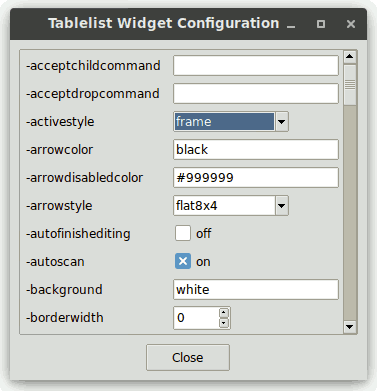 Tablelist Widget Configuration
-acceptchildcommand
-acceptdropcommand
-activestyle frame
-arrowcolor black
-arrowdisabledcolor #999999
-arrowstyle flat8x4
-autofinishediting off
-autoscan on
-background white
-borderwidth 0
Close